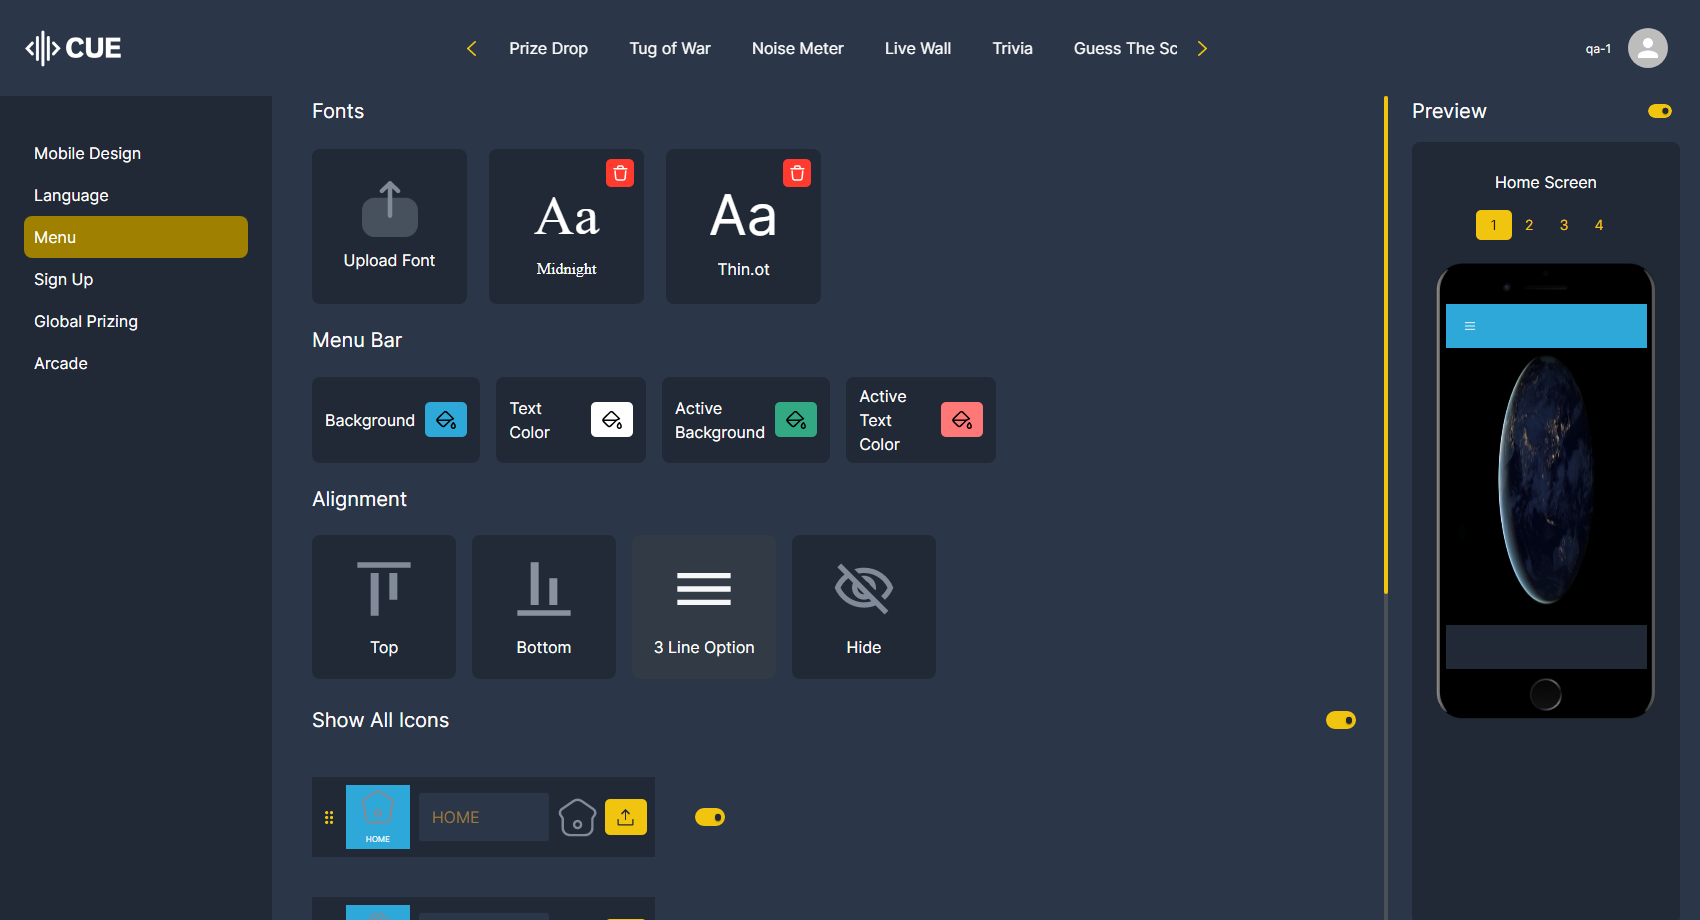 CUE
Prize Drop
Tug of War
Noise Meter
Live Wall
Trivia
Guess The Sc
qa-1
Mobile Design
Language
Menu
Sign Up
Global Prizing
Arcade
Fonts
Upload Font
Aa
Midnight
Aa
Thin.ot
Menu Bar
Background
Text
Color
Active
Background
Active
Text
Color
Alignment
Top
Bottom
3 Line Option
Hide
Show All Icons
HOME
HOME
Preview
Home Screen
1 2 3 4